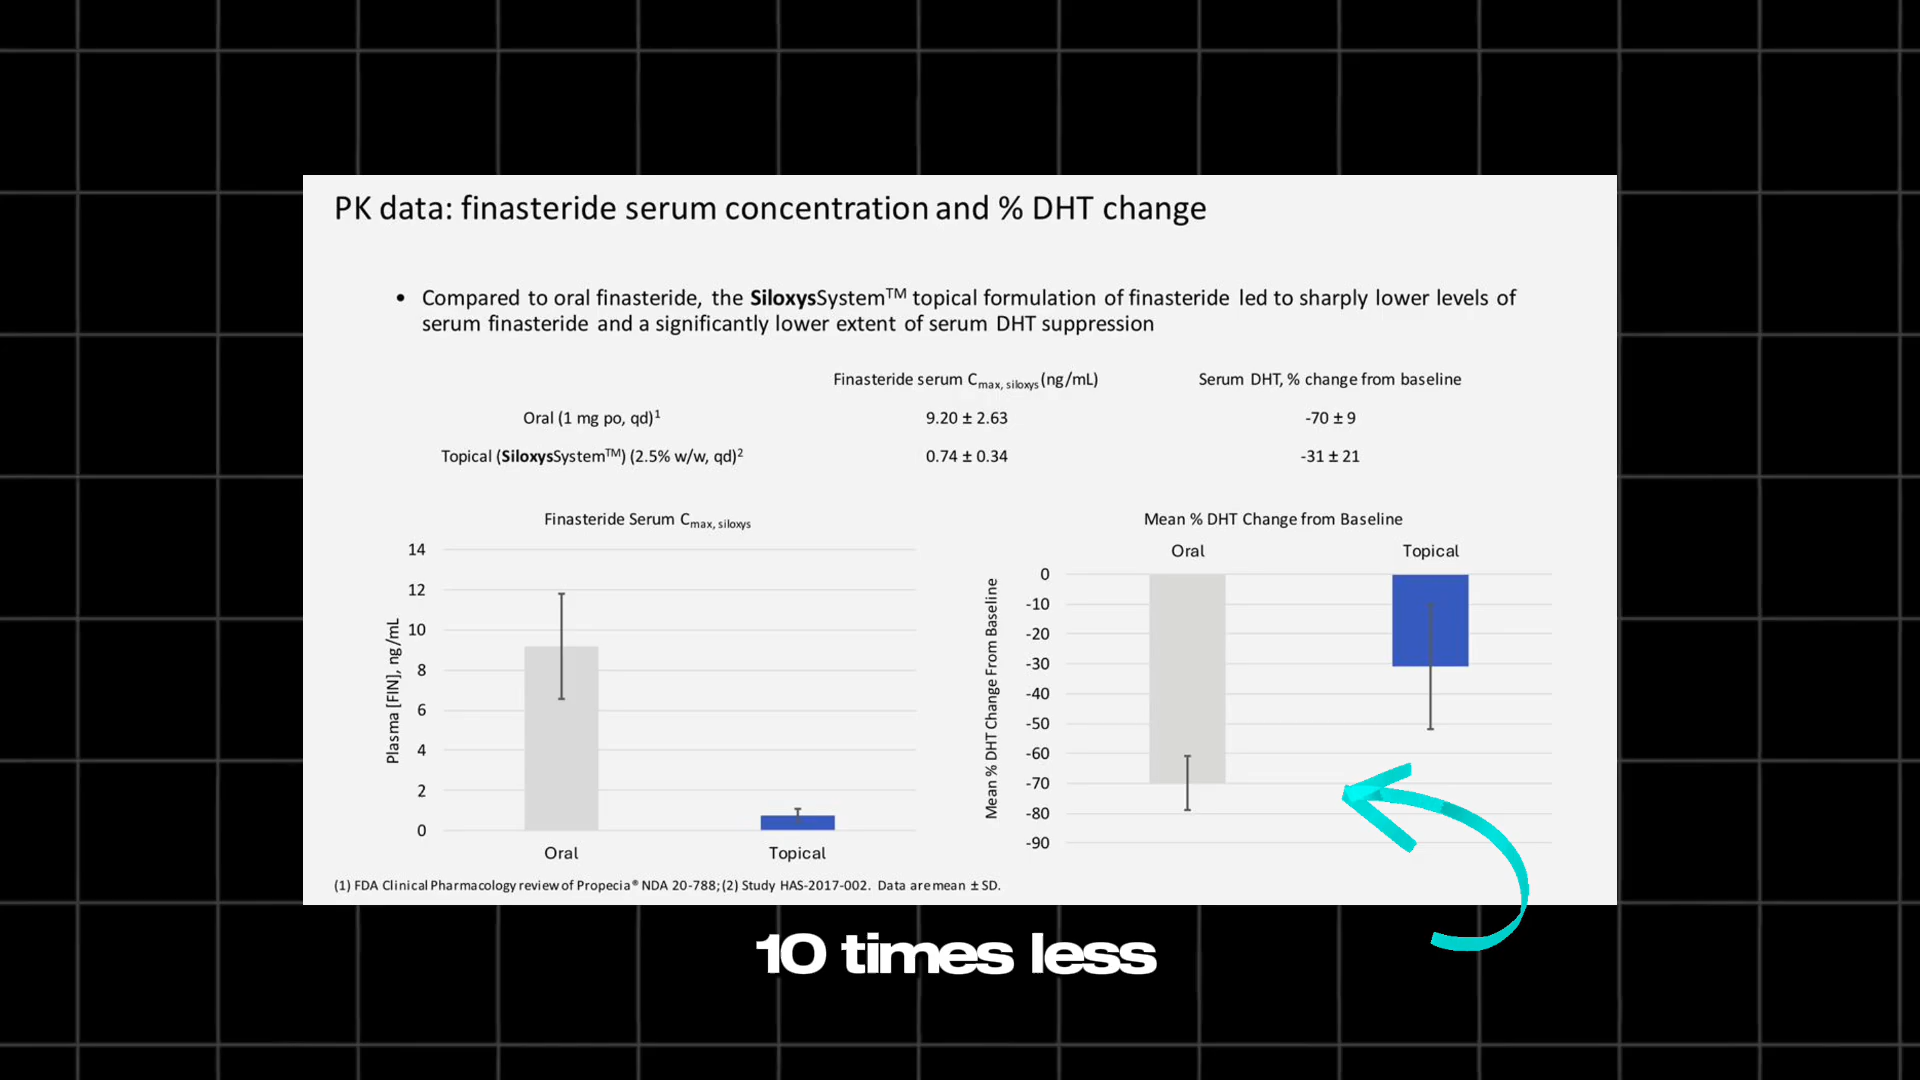 PK data: finasteride serum concentration and % DHT change
• Compared to oral finasteride, the SiloxysSystem™ topical formulation of finasteride led to sharply lower levels of
serum finasteride and a significantly lower extent of serum DHT suppression
Finasteride serum Cmax, siloxys (ng/mL) Serum DHT, % change from baseline
Oral (1 mg po, qd)¹ 9.20 ± 2.63 -70 ± 9
Topical (SiloxysSystem™) (2.5% w/w, qd)² 0.74 ± 0.34 -31 ± 21
Finasteride Serum Cmax, siloxys
Plasma [FIN], ng/mL
14
12
10
8
6
4
2
0
Oral Topical
Mean % DHT Change from Baseline
Oral Topical
Mean % DHT Change From Baseline
0
-10
-20
-30
-40
-50
-60
-70
-80
-90
(1) FDA Clinical Pharmacology review of Propecia® NDA 20-788; (2) Study HAS-2017-002. Data are mean ± SD.
10 times less